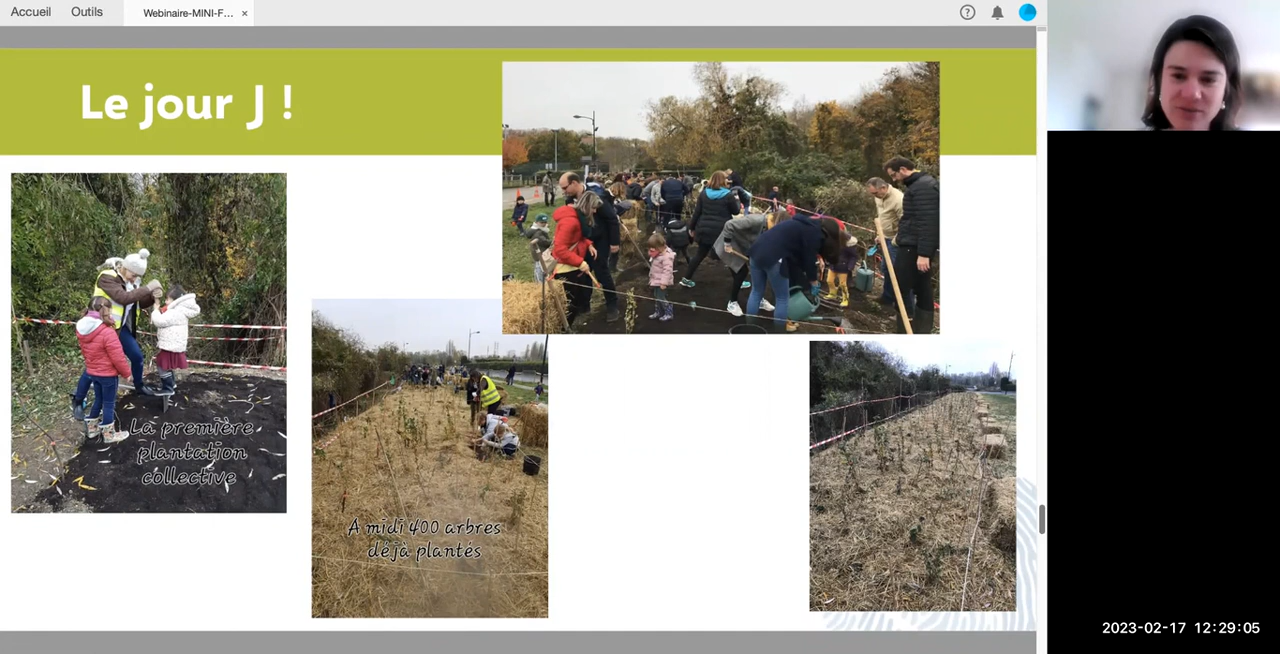 Accueil Outils Webinaire-MINI-F... ×
Le jour J !
La première
plantation
collective
A midi 400 arbres
déjà plantés
2023-02-17 12:29:05